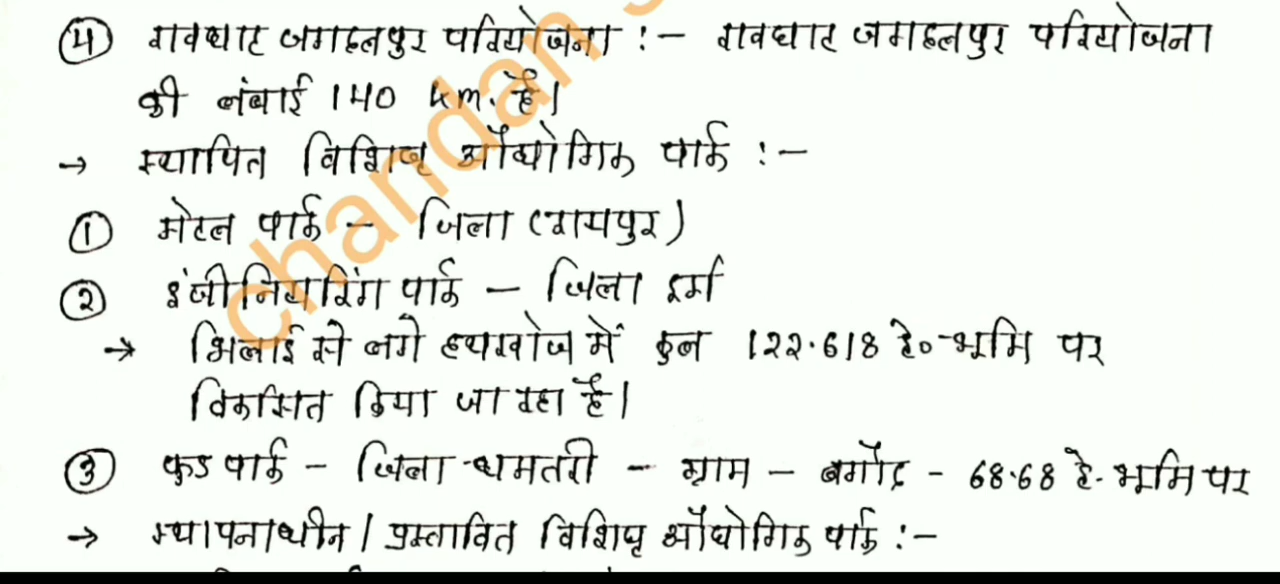 ④ रावघाट जगदलपुर परियोजना :- रावघाट जगदलपुर परियोजना
की लंबाई 140 km. है।
→ स्थापित विशिष्ट औद्योगिक पार्क :-
① मेटल पार्क - जिला (रायपुर)
② इंजीनियरिंग पार्क - जिला दुर्ग
→ भिलाई से लगे हथखोज में कुल 122.618 हे० भूमि पर
विकसित किया जा रहा है।
③ फुड पार्क - जिला धमतरी - ग्राम - बगौद - 68.68 हे. भूमि पर
→ स्थापनाधीन / प्रस्तावित विशिष्ट औद्योगिक पार्क :-
chandan